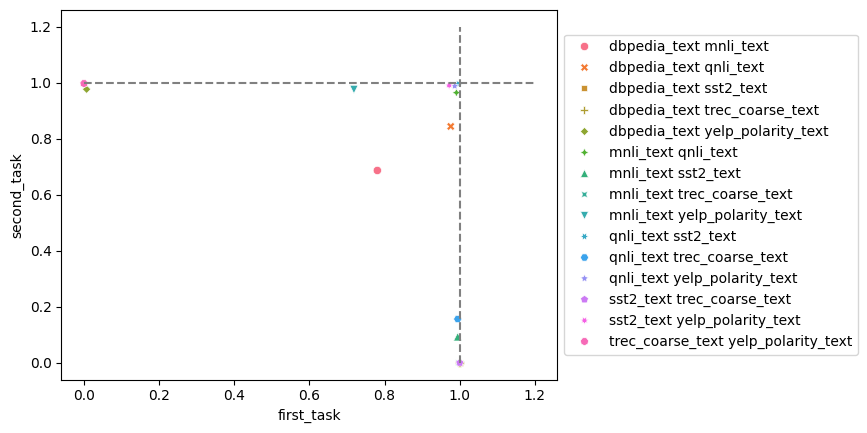 1.2
1.0
0.8
0.6
0.4
0.2
0.0
second_task
0.0 0.2 0.4 0.6 0.8 1.0 1.2
first_task
dbpedia_text mnli_text
dbpedia_text qnli_text
dbpedia_text sst2_text
dbpedia_text trec_coarse_text
dbpedia_text yelp_polarity_text
mnli_text qnli_text
mnli_text sst2_text
mnli_text trec_coarse_text
mnli_text yelp_polarity_text
qnli_text sst2_text
qnli_text trec_coarse_text
qnli_text yelp_polarity_text
sst2_text trec_coarse_text
sst2_text yelp_polarity_text
trec_coarse_text yelp_polarity_text